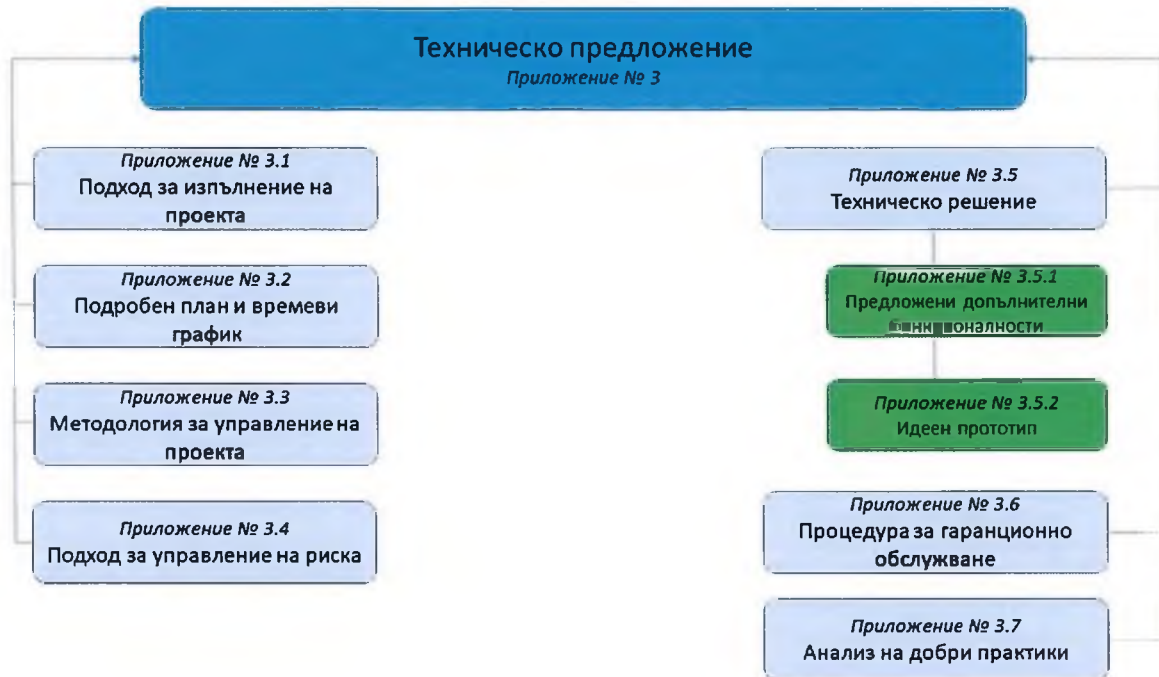 Техническо предложение
Приложение № 3
Приложение № 3.1
Подход за изпълнение на
проекта
Приложение № 3.2
Подробен план и времеви
график
Приложение № 3.3
Методология за управление на
проекта
Приложение № 3.4
Подход за управление на риска
Приложение № 3.5
Техническо решение
Приложение № 3.5.1
Предложени допълнителни
Приложение № 3.5.2
Идеен прототип
Приложение № 3.6
Процедура за гаранционно
обслужване
Приложение № 3.7
Анализ на добри практики